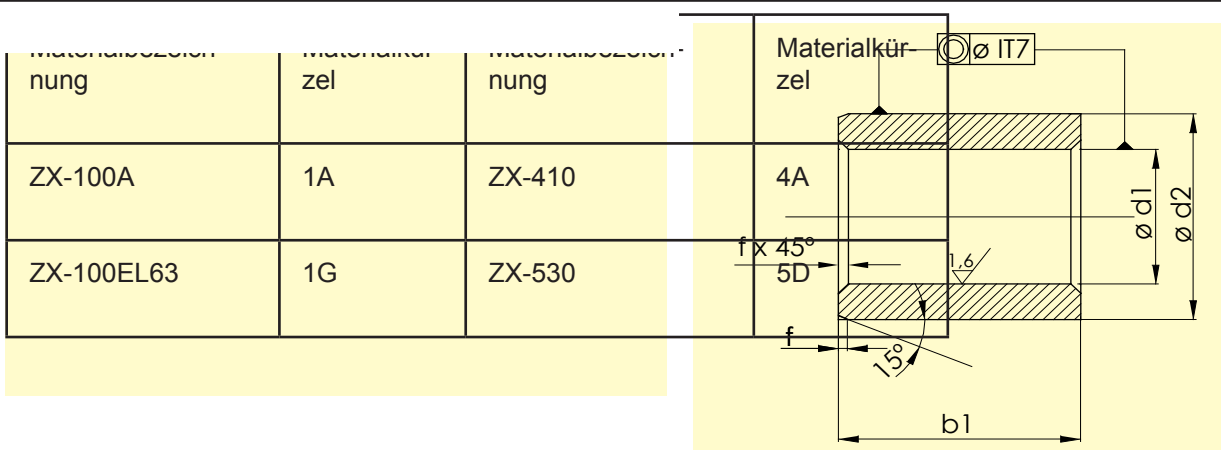 nung
zel
nung
Materialkür-
zel
ZX-100A
1A
ZX-410
4A
ZX-100EL63
1G
ZX-530
5D
ø IT7
ø d1
ø d2
f x 45°
1,6
f
15°
b1